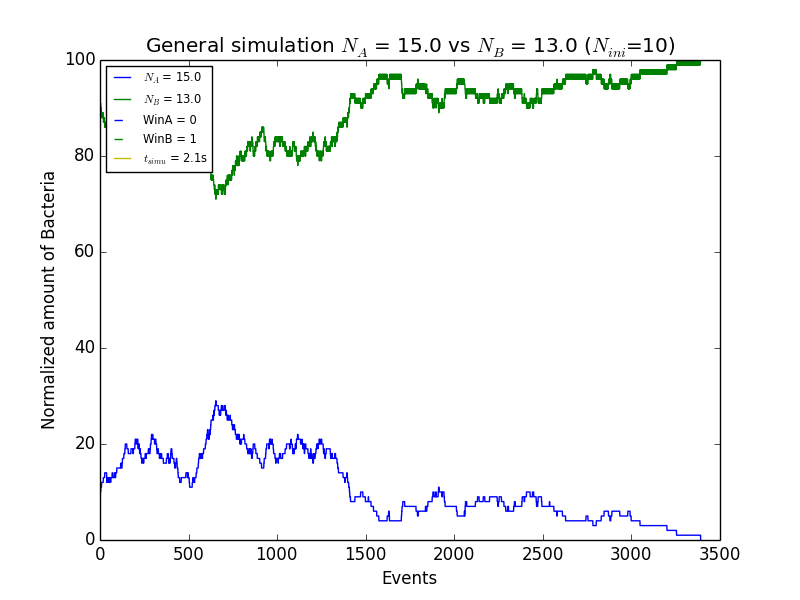 General simulation N_A = 15.0 vs N_B = 13.0 (N_ini=10)
100
80
60
40
20
0
Normalized amount of Bacteria
N_A = 15.0
N_B = 13.0
WinA = 0
WinB = 1
t_simu = 2.1s
0 500 1000 1500 2000 2500 3000 3500
Events